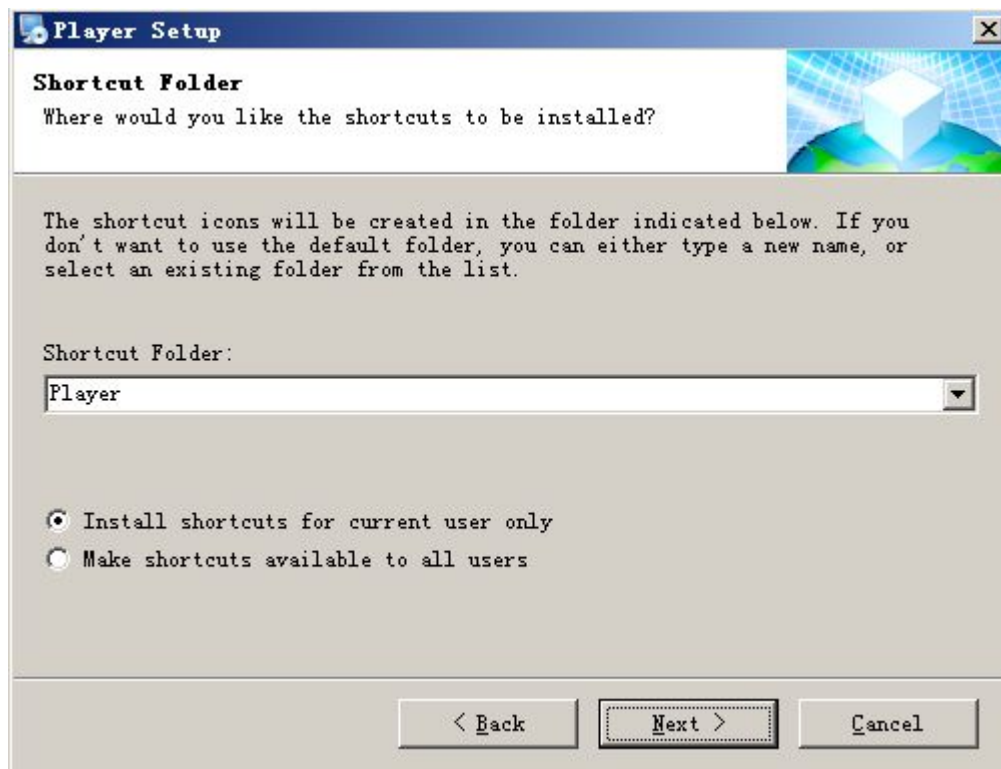 Player Setup
Shortcut Folder
Where would you like the shortcuts to be installed?
The shortcut icons will be created in the folder indicated below. If you
don't want to use the default folder, you can either type a new name, or
select an existing folder from the list.
Shortcut Folder:
Player
Install shortcuts for current user only
Make shortcuts available to all users
< Back
Next >
Cancel